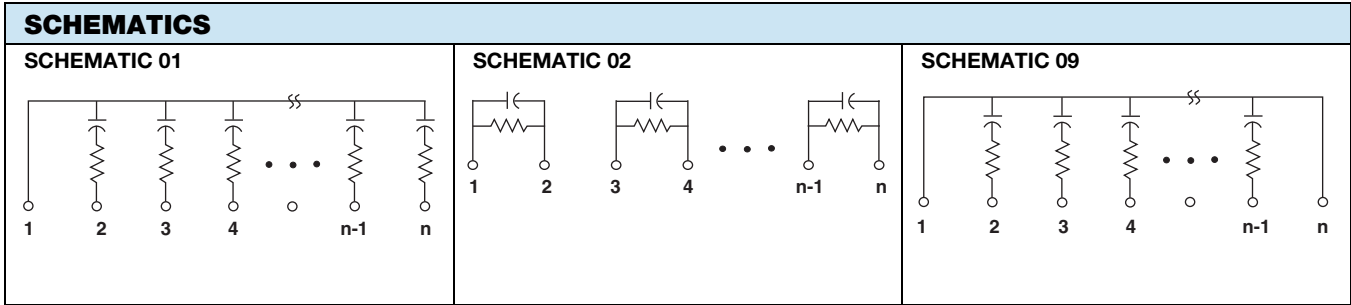 SCHEMATICS
SCHEMATIC 01
1 2 3 4 n-1 n
SCHEMATIC 02
1 2 3 4 n-1 n
SCHEMATIC 09
1 2 3 4 n-1 n